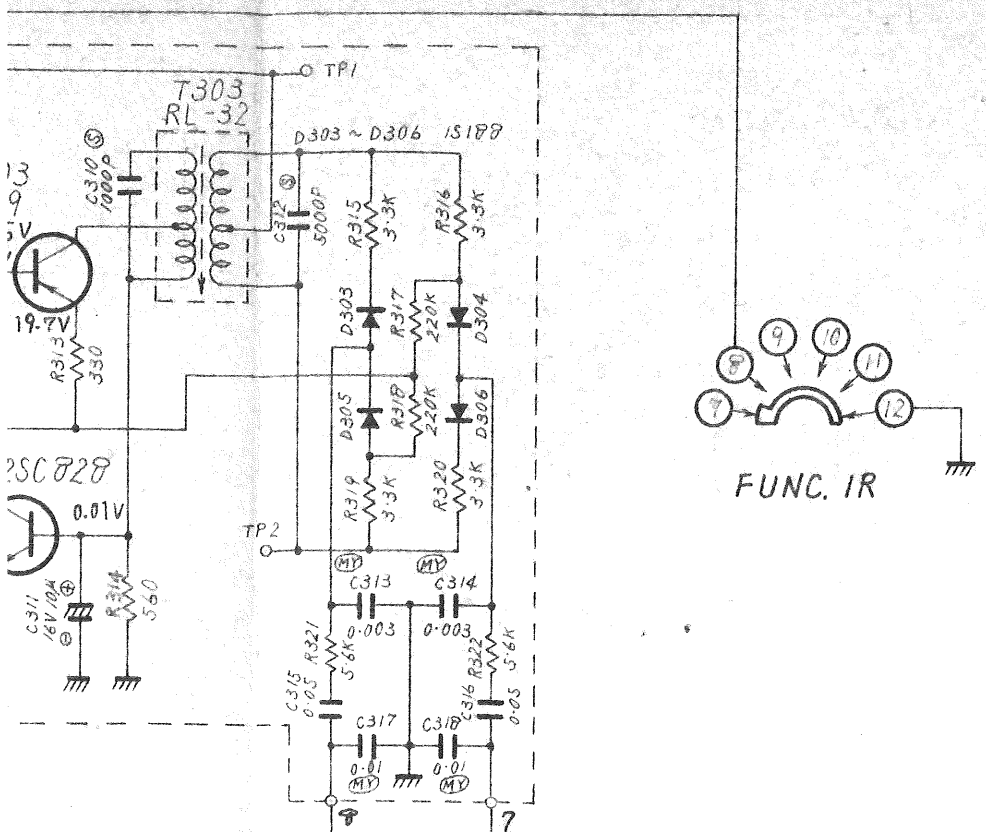 TP1
T303
RL-32
D303 ~ D306 1S188
C310 Ⓢ
1000P
C312 Ⓢ
5000P
R315
3.3K
R316
3.3K
19.7V
R313
330
D303
R317
220K
D304
D305
R318
220K
D306
8
9
10
11
7
12
FUNC. 1R
2SC828
0.01V
R319
3.3K
R320
3.3K
TP2
MY
MY
C311
16V 10μ
R314
560
C313
0.003
C314
0.003
R321
5.6K
R322
5.6K
C315
0.05
C316
0.05
C317
0.01
MY
C318
0.01
MY
8
7